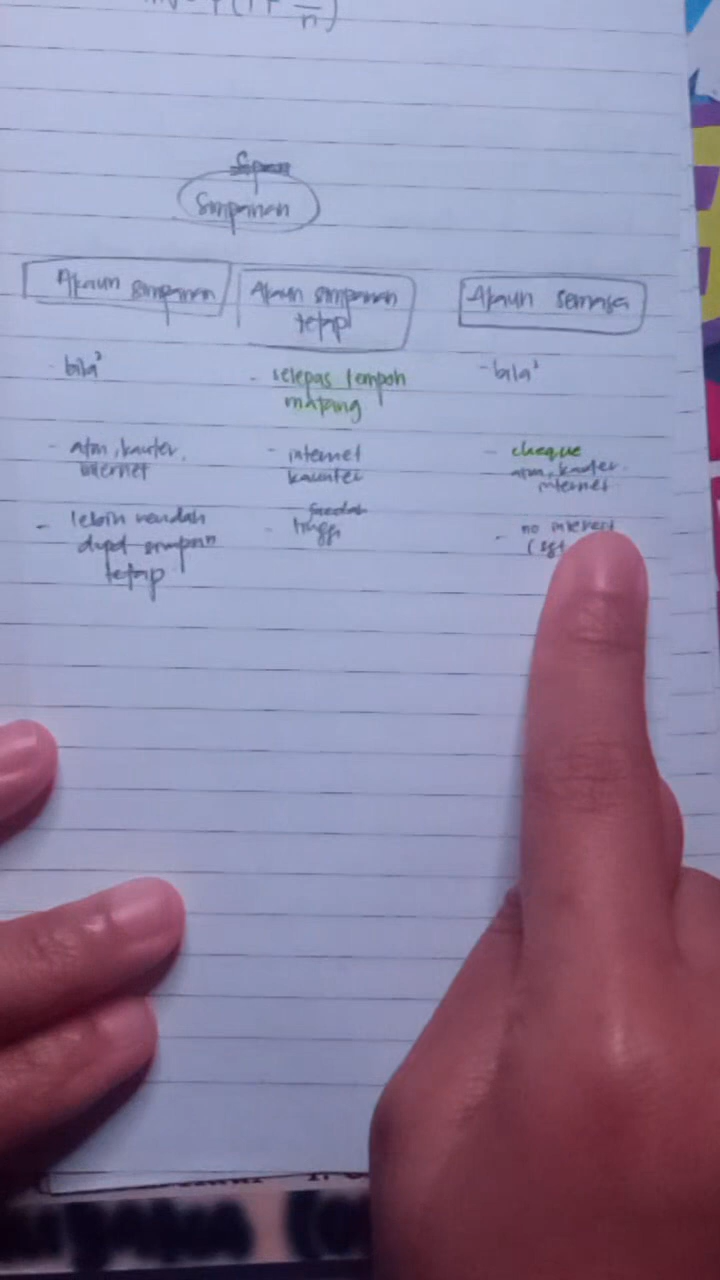 Simpanan
Akaun simpanan
Akaun simpanan
tetap
Akaun semasa
- bila²
- selepas tempoh
matang
- bila²
- atm, kaunter,
internet
- internet
kaunter
- cheque
atm, kaunter,
internet
- lebih rendah
drpd simpanan
tetap
- faedah
tinggi
- no interest